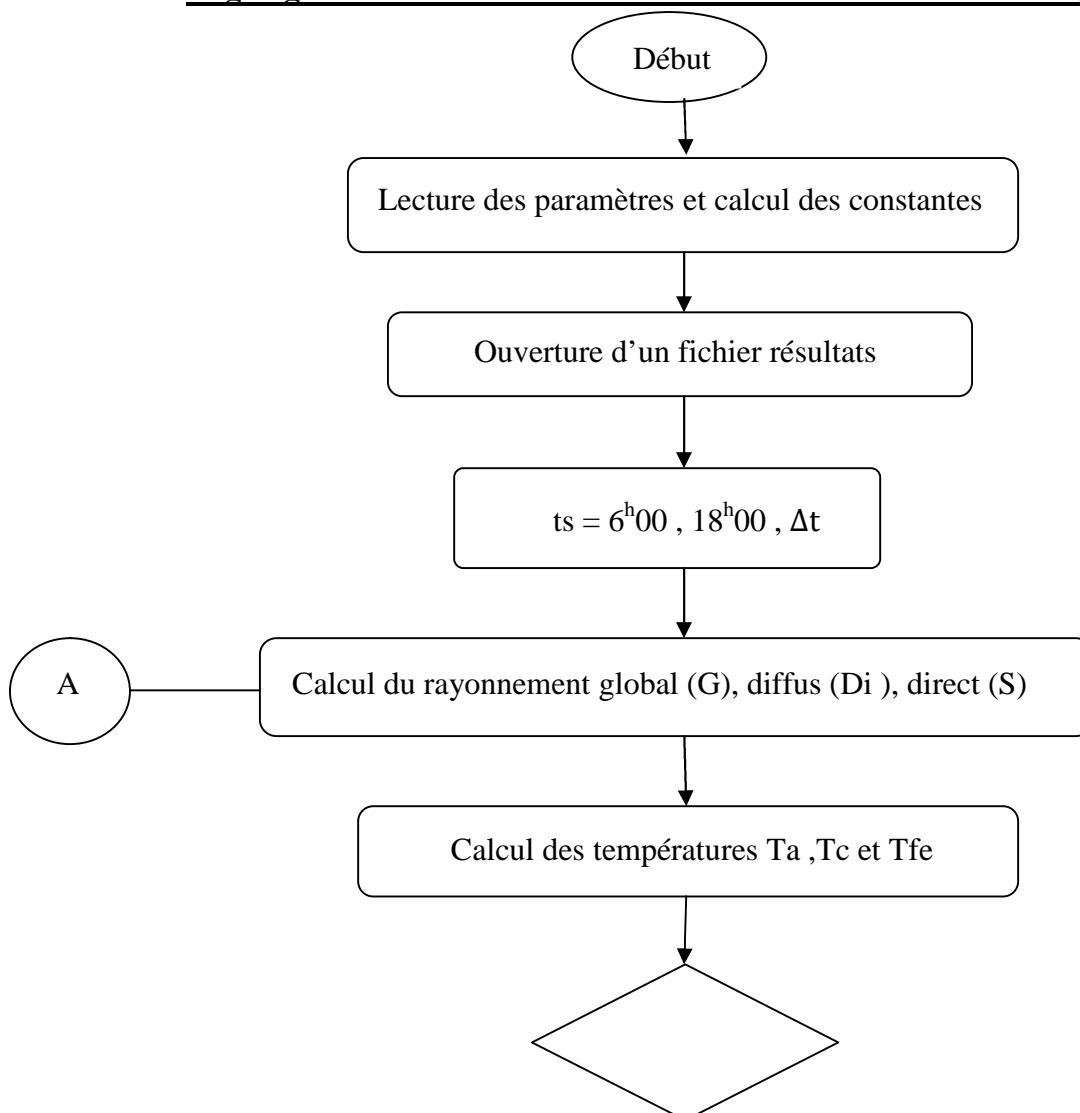 Début
Lecture des paramètres et calcul des constantes
Ouverture d’un fichier résultats
ts = 6ʰ00 , 18ʰ00 , Δt
A
Calcul du rayonnement global (G), diffus (Di ), direct (S)
Calcul des températures Ta ,Tc et Tfe